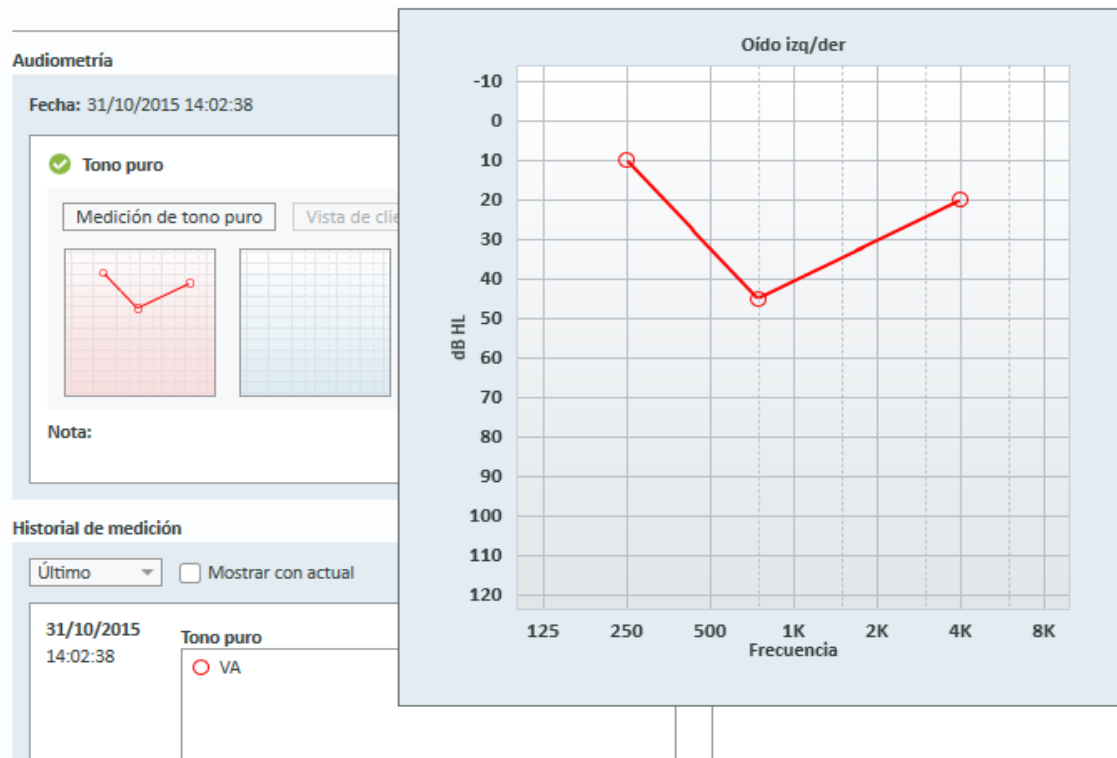 Audiometría
Fecha: 31/10/2015 14:02:38
Tono puro
Medición de tono puro
Vista de clie
Nota:
Historial de medición
Último
Mostrar con actual
31/10/2015
14:02:38
Tono puro
VA
Oído izq/der
-10
0
10
20
30
40
50
60
70
80
90
100
110
120
dB HL
125 250 500 1K 2K 4K 8K
Frecuencia